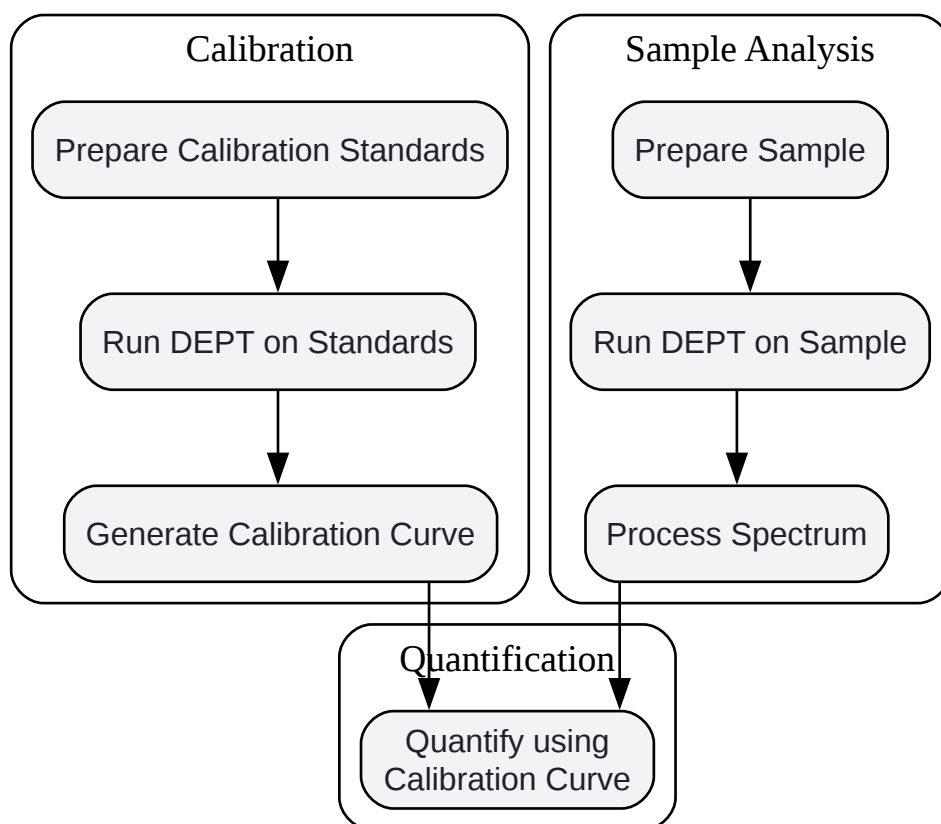 Calibration
Prepare Calibration Standards
Run DEPT on Standards
Generate Calibration Curve
Sample Analysis
Prepare Sample
Run DEPT on Sample
Process Spectrum
Quantification
Quantify using
Calibration Curve